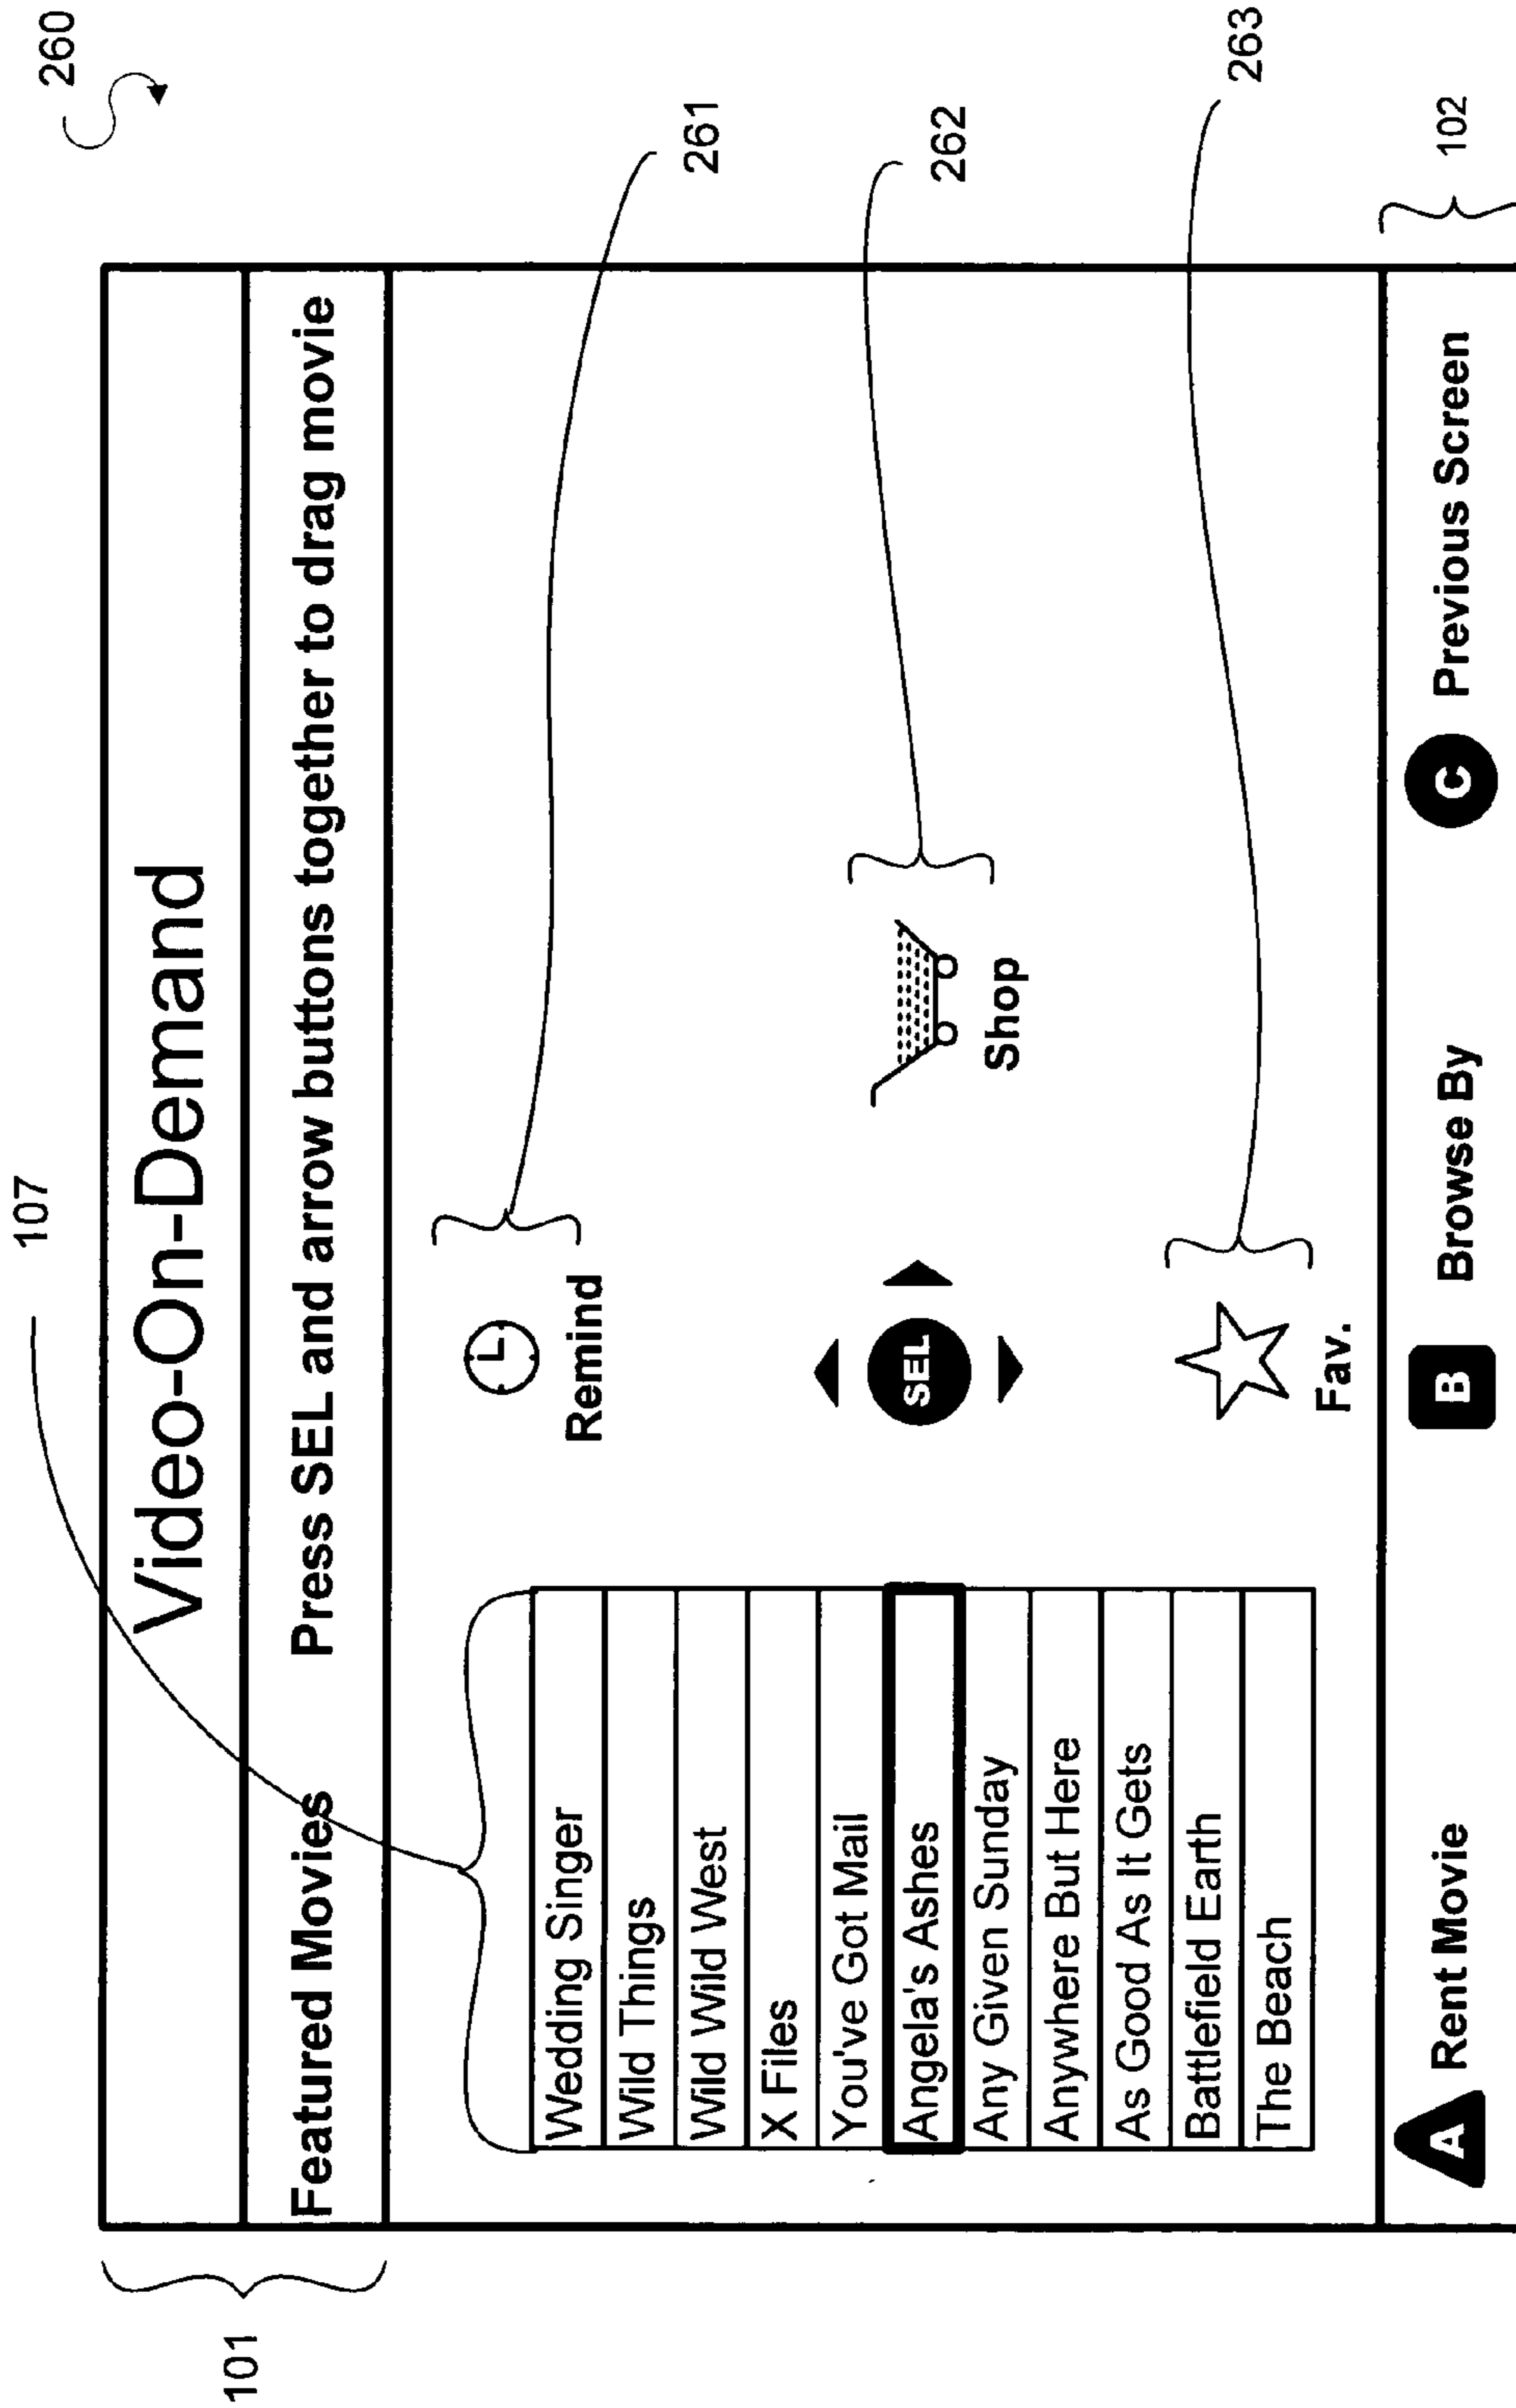 107
260
101
Video-On-Demand
Featured Movies Press SEL and arrow buttons together to drag movie
261
Remind
Wedding Singer
Wild Things
Wild Wild West
X Files
You've Got Mail
Angela's Ashes
Any Given Sunday
Anywhere But Here
As Good As It Gets
Battlefield Earth
The Beach
SEL
Shop
262
Fav.
263
A Rent Movie B Browse By C Previous Screen
102